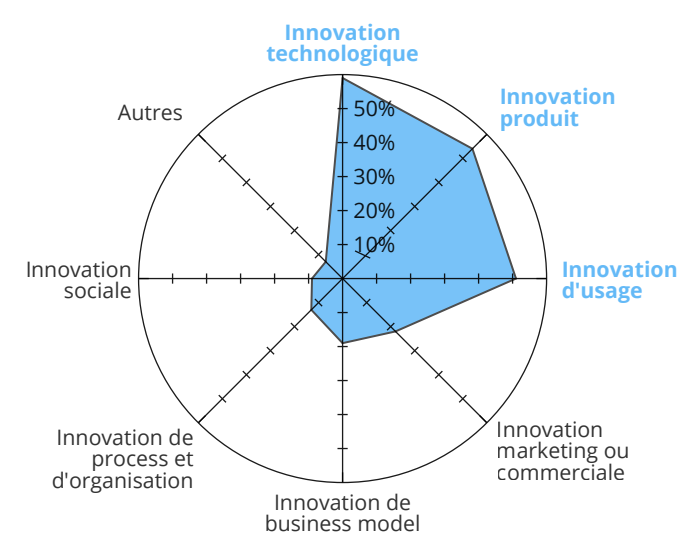 Innovation
technologique
Innovation
produit
Autres
50%
40%
30%
20%
10%
Innovation
sociale
Innovation
d'usage
Innovation de
process et
d'organisation
Innovation
marketing ou
commerciale
Innovation de
business model